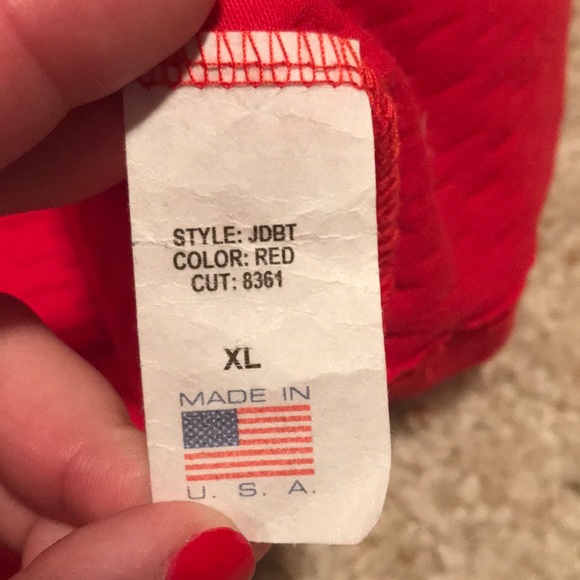 STYLE: JDBT
COLOR: RED
CUT: 8361
XL
MADE IN
U. S. A.